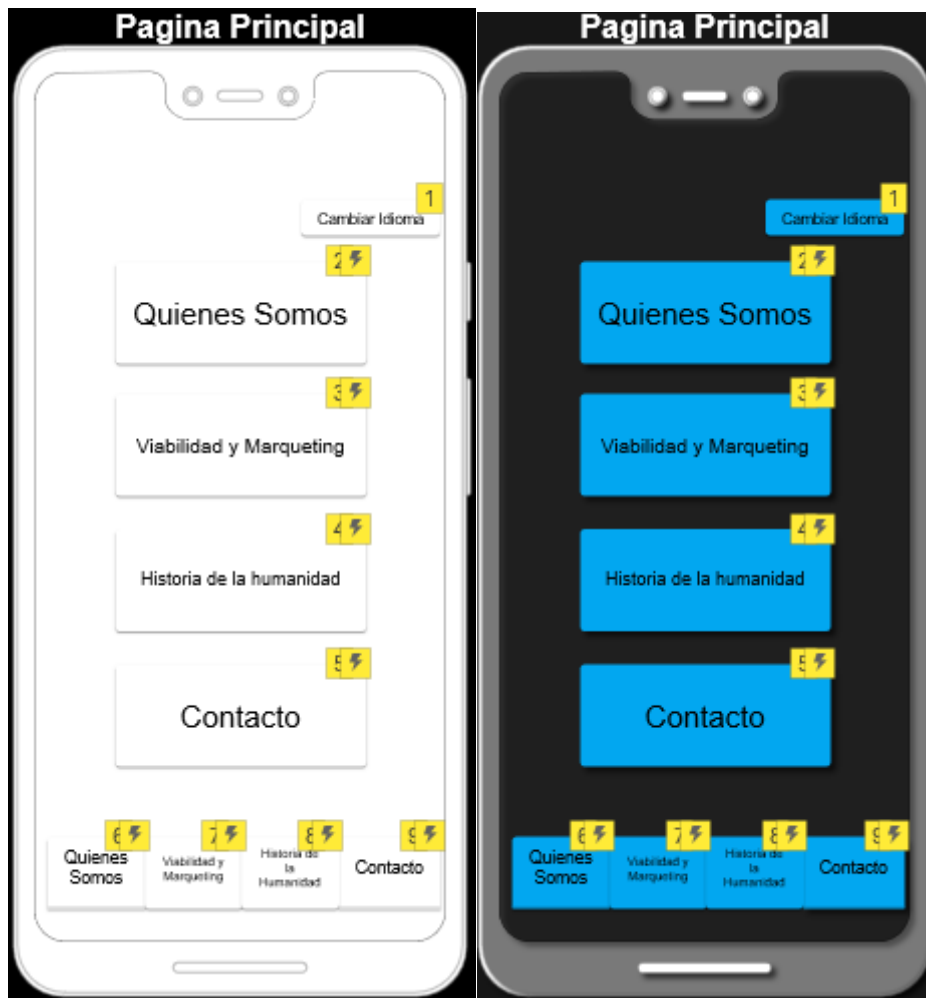 Pagina Principal
1
Cambiar Idioma
2
Quienes Somos
3
Viabilidad y Marqueting
4
Historia de la humanidad
5
Contacto
6
7
8
9
Quienes
Somos
Viabilidad y
Marqueting
Historia de
la
Humanidad
Contacto
Pagina Principal
1
Cambiar Idioma
2
Quienes Somos
3
Viabilidad y Marqueting
4
Historia de la humanidad
5
Contacto
6
7
8
9
Quienes
Somos
Viabilidad y
Marqueting
Historia de
la
Humanidad
Contacto